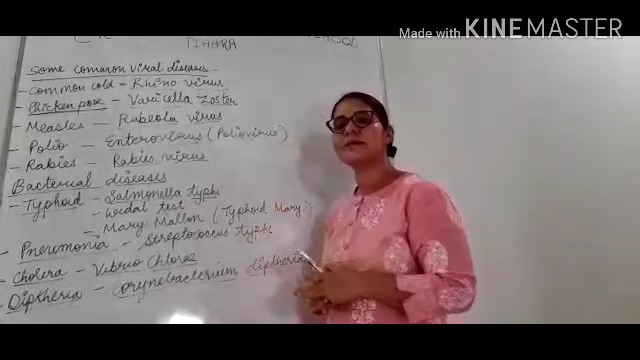 Made with KINEMASTER
TIHARA SCHOOL
Some common viral diseases -
- Common cold - Rhino virus
- Chicken pox - Varicella Zoster
- Measles - Rubeola virus
- Polio - Enterovirus (Poliovirus)
- Rabies - Rabies virus
Bacterial diseases
- Typhoid - Salmonella typhi
- widal test
- Mary Mallon (Typhoid Mary)
- Pneumonia - Streptococcus typhi
- Cholera - Vibrio Chlorae
- Diptheria - Corynebacterium diptheriae